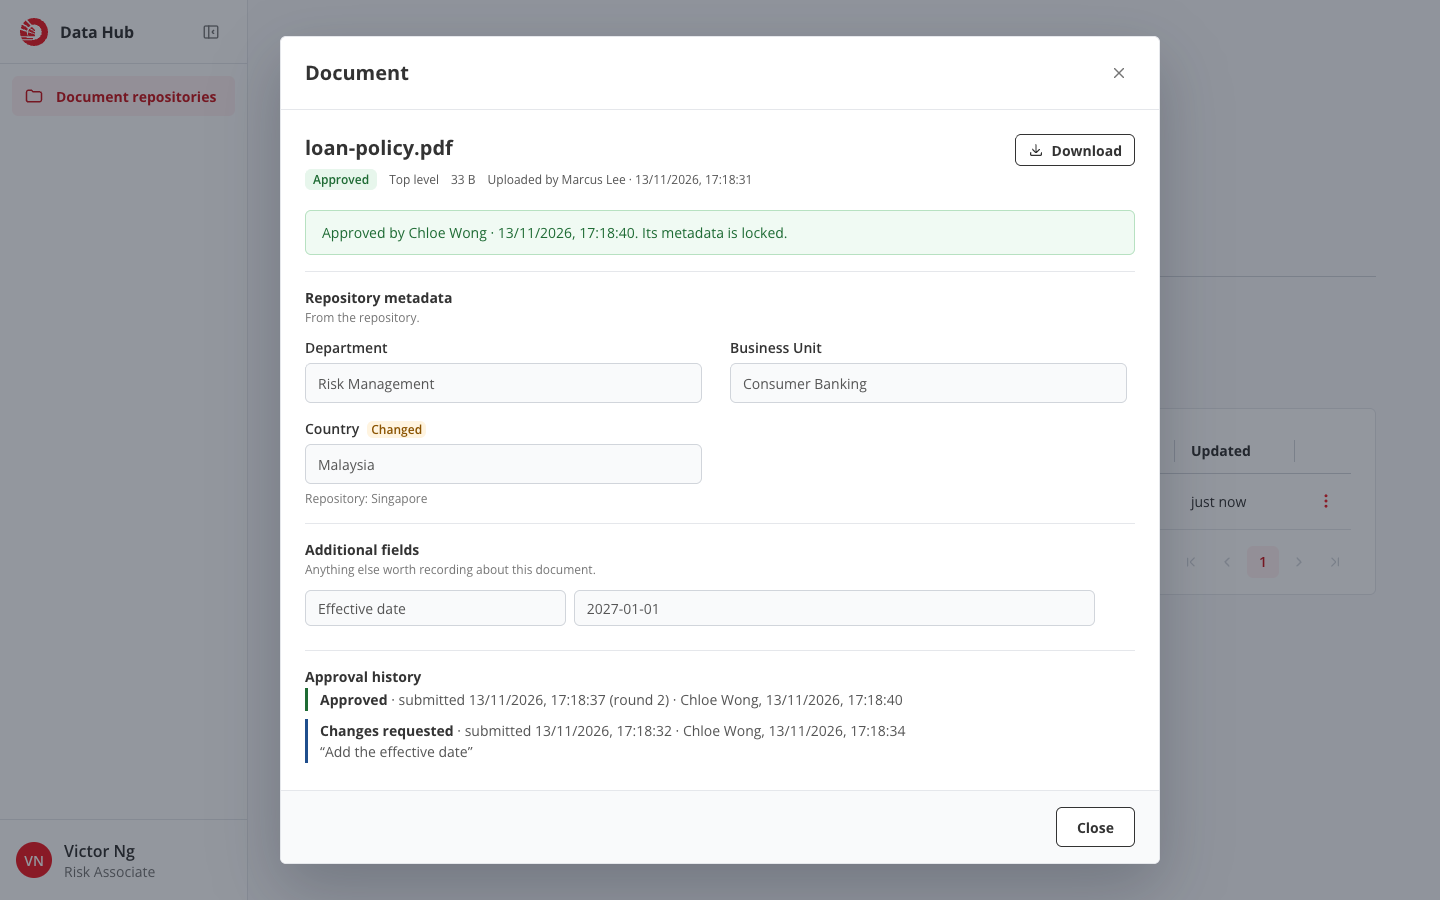 Data Hub
Document repositories
Document
loan-policy.pdf
Download
Approved Top level 33 B Uploaded by Marcus Lee · 13/11/2026, 17:18:31
Approved by Chloe Wong · 13/11/2026, 17:18:40. Its metadata is locked.
Repository metadata
From the repository.
Department
Business Unit
Risk Management
Consumer Banking
Country Changed
Malaysia
Repository: Singapore
Additional fields
Anything else worth recording about this document.
Effective date
2027-01-01
Approval history
Approved · submitted 13/11/2026, 17:18:37 (round 2) · Chloe Wong, 13/11/2026, 17:18:40
Changes requested · submitted 13/11/2026, 17:18:32 · Chloe Wong, 13/11/2026, 17:18:34
“Add the effective date”
Close
Updated
just now
1
VN
Victor Ng
Risk Associate